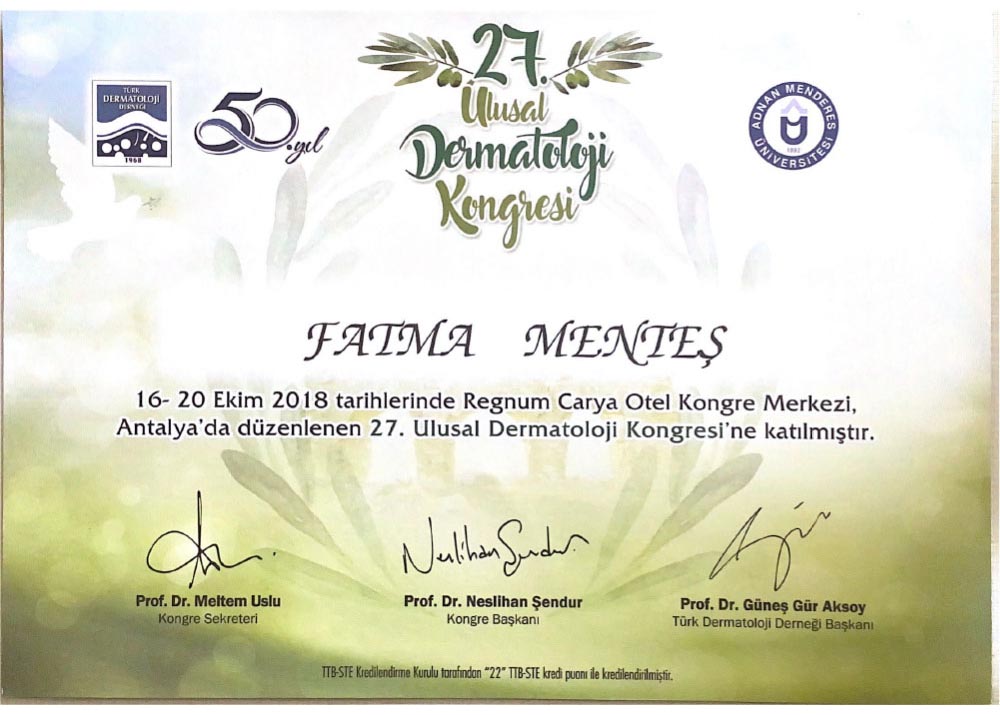 27.
Ulusal
Dermatoloji
Kongresi
TÜRK
DERMATOLOJİ
DERNEĞİ
1968
50.yıl
ADNAN MENDERES
ÜNİVERSİTESİ
1992
FATMA MENTEŞ
16- 20 Ekim 2018 tarihlerinde Regnum Carya Otel Kongre Merkezi,
Antalya'da düzenlenen 27. Ulusal Dermatoloji Kongresi'ne katılmıştır.
Neslihan Şendur
Prof. Dr. Meltem Uslu
Kongre Sekreteri
Prof. Dr. Neslihan Şendur
Kongre Başkanı
Prof. Dr. Güneş Gür Aksoy
Türk Dermatoloji Derneği Başkanı
TTB-STE Kredilendirme Kurulu tarafından "22" TTB-STE kredi puanı ile kredilendirilmiştir.